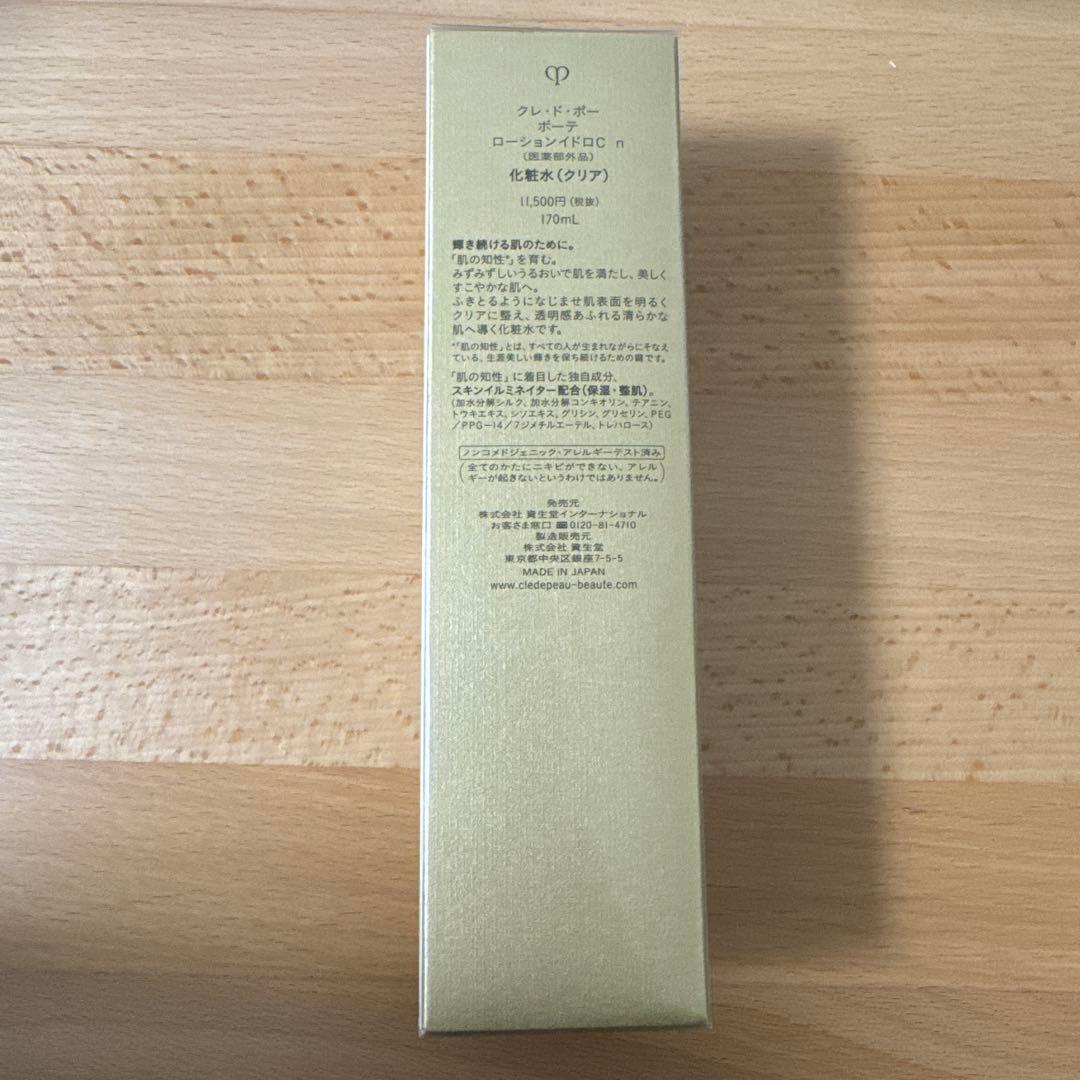 クレ・ド・ポー
ボーテ
ローションイドロC n
(医薬部外品)
化粧水(クリア)
11,500円(税抜)
170mL
輝き続ける肌のために。
「肌の知性*」を育む。
みずみずしいうるおいで肌を満たし、美しく
すこやかな肌へ。
ふきとるようになじませ肌表面を明るく
クリアに整え、透明感あふれる清らかな
肌へ導く化粧水です。
*「肌の知性」とは、すべての人が生まれながらにそなえ
ている、生涯美しい輝きを保ち続けるための鍵です。
「肌の知性」に着目した独自成分、
スキンイルミネイター配合(保湿・整肌)。
(加水分解シルク、加水分解コンキオリン、テアニン、
トウキエキス、シソエキス、グリシン、グリセリン、PEG
/PPG-14/7ジメチルエーテル、トレハロース)
ノンコメドジェニック・アレルギーテスト済み
(全てのかたにニキビができない、アレル
ギーが起きないというわけではありません。)
発売元
株式会社 資生堂インターナショナル
お客さま窓口 0120-81-4710
製造販売元
株式会社 資生堂
東京都中央区銀座7-5-5
MADE IN JAPAN
www.cledepeau-beaute.com